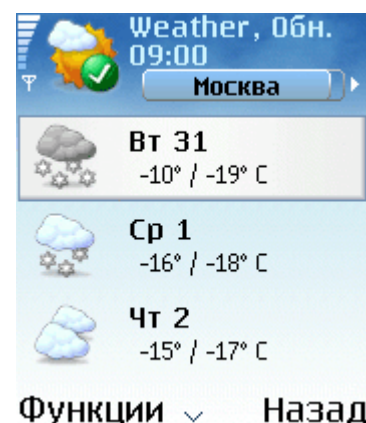 Weather, Обн.
09:00
Москва
Вт 31
-10° / -19° C
Ср 1
-16° / -18° C
Чт 2
-15° / -17° C
Функции Назад